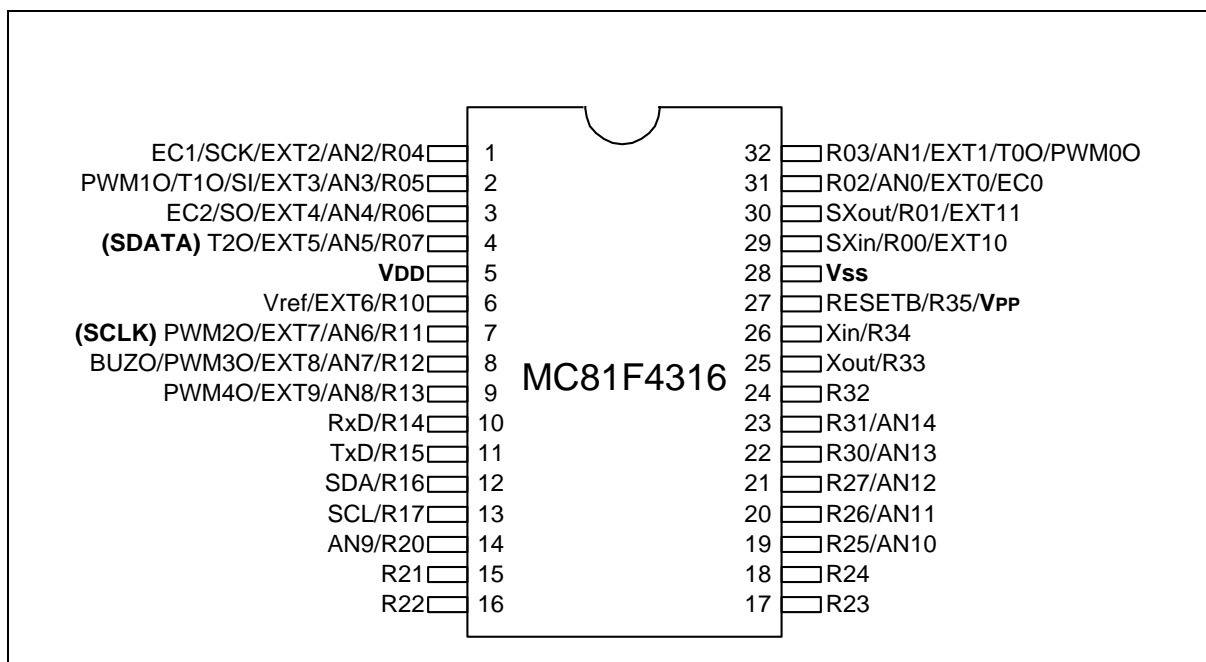 EC1/SCK/EXT2/AN2/R04 1 32 R03/AN1/EXT1/T0O/PWM0O
PWM1O/T1O/SI/EXT3/AN3/R05 2 31 R02/AN0/EXT0/EC0
EC2/SO/EXT4/AN4/R06 3 30 SXout/R01/EXT11
(SDATA) T2O/EXT5/AN5/R07 4 29 SXin/R00/EXT10
VDD 5 28 Vss
Vref/EXT6/R10 6 27 RESETB/R35/VPP
(SCLK) PWM2O/EXT7/AN6/R11 7 26 Xin/R34
BUZO/PWM3O/EXT8/AN7/R12 8 25 Xout/R33
MC81F4316
PWM4O/EXT9/AN8/R13 9 24 R32
RxD/R14 10 23 R31/AN14
TxD/R15 11 22 R30/AN13
SDA/R16 12 21 R27/AN12
SCL/R17 13 20 R26/AN11
AN9/R20 14 19 R25/AN10
R21 15 18 R24
R22 16 17 R23